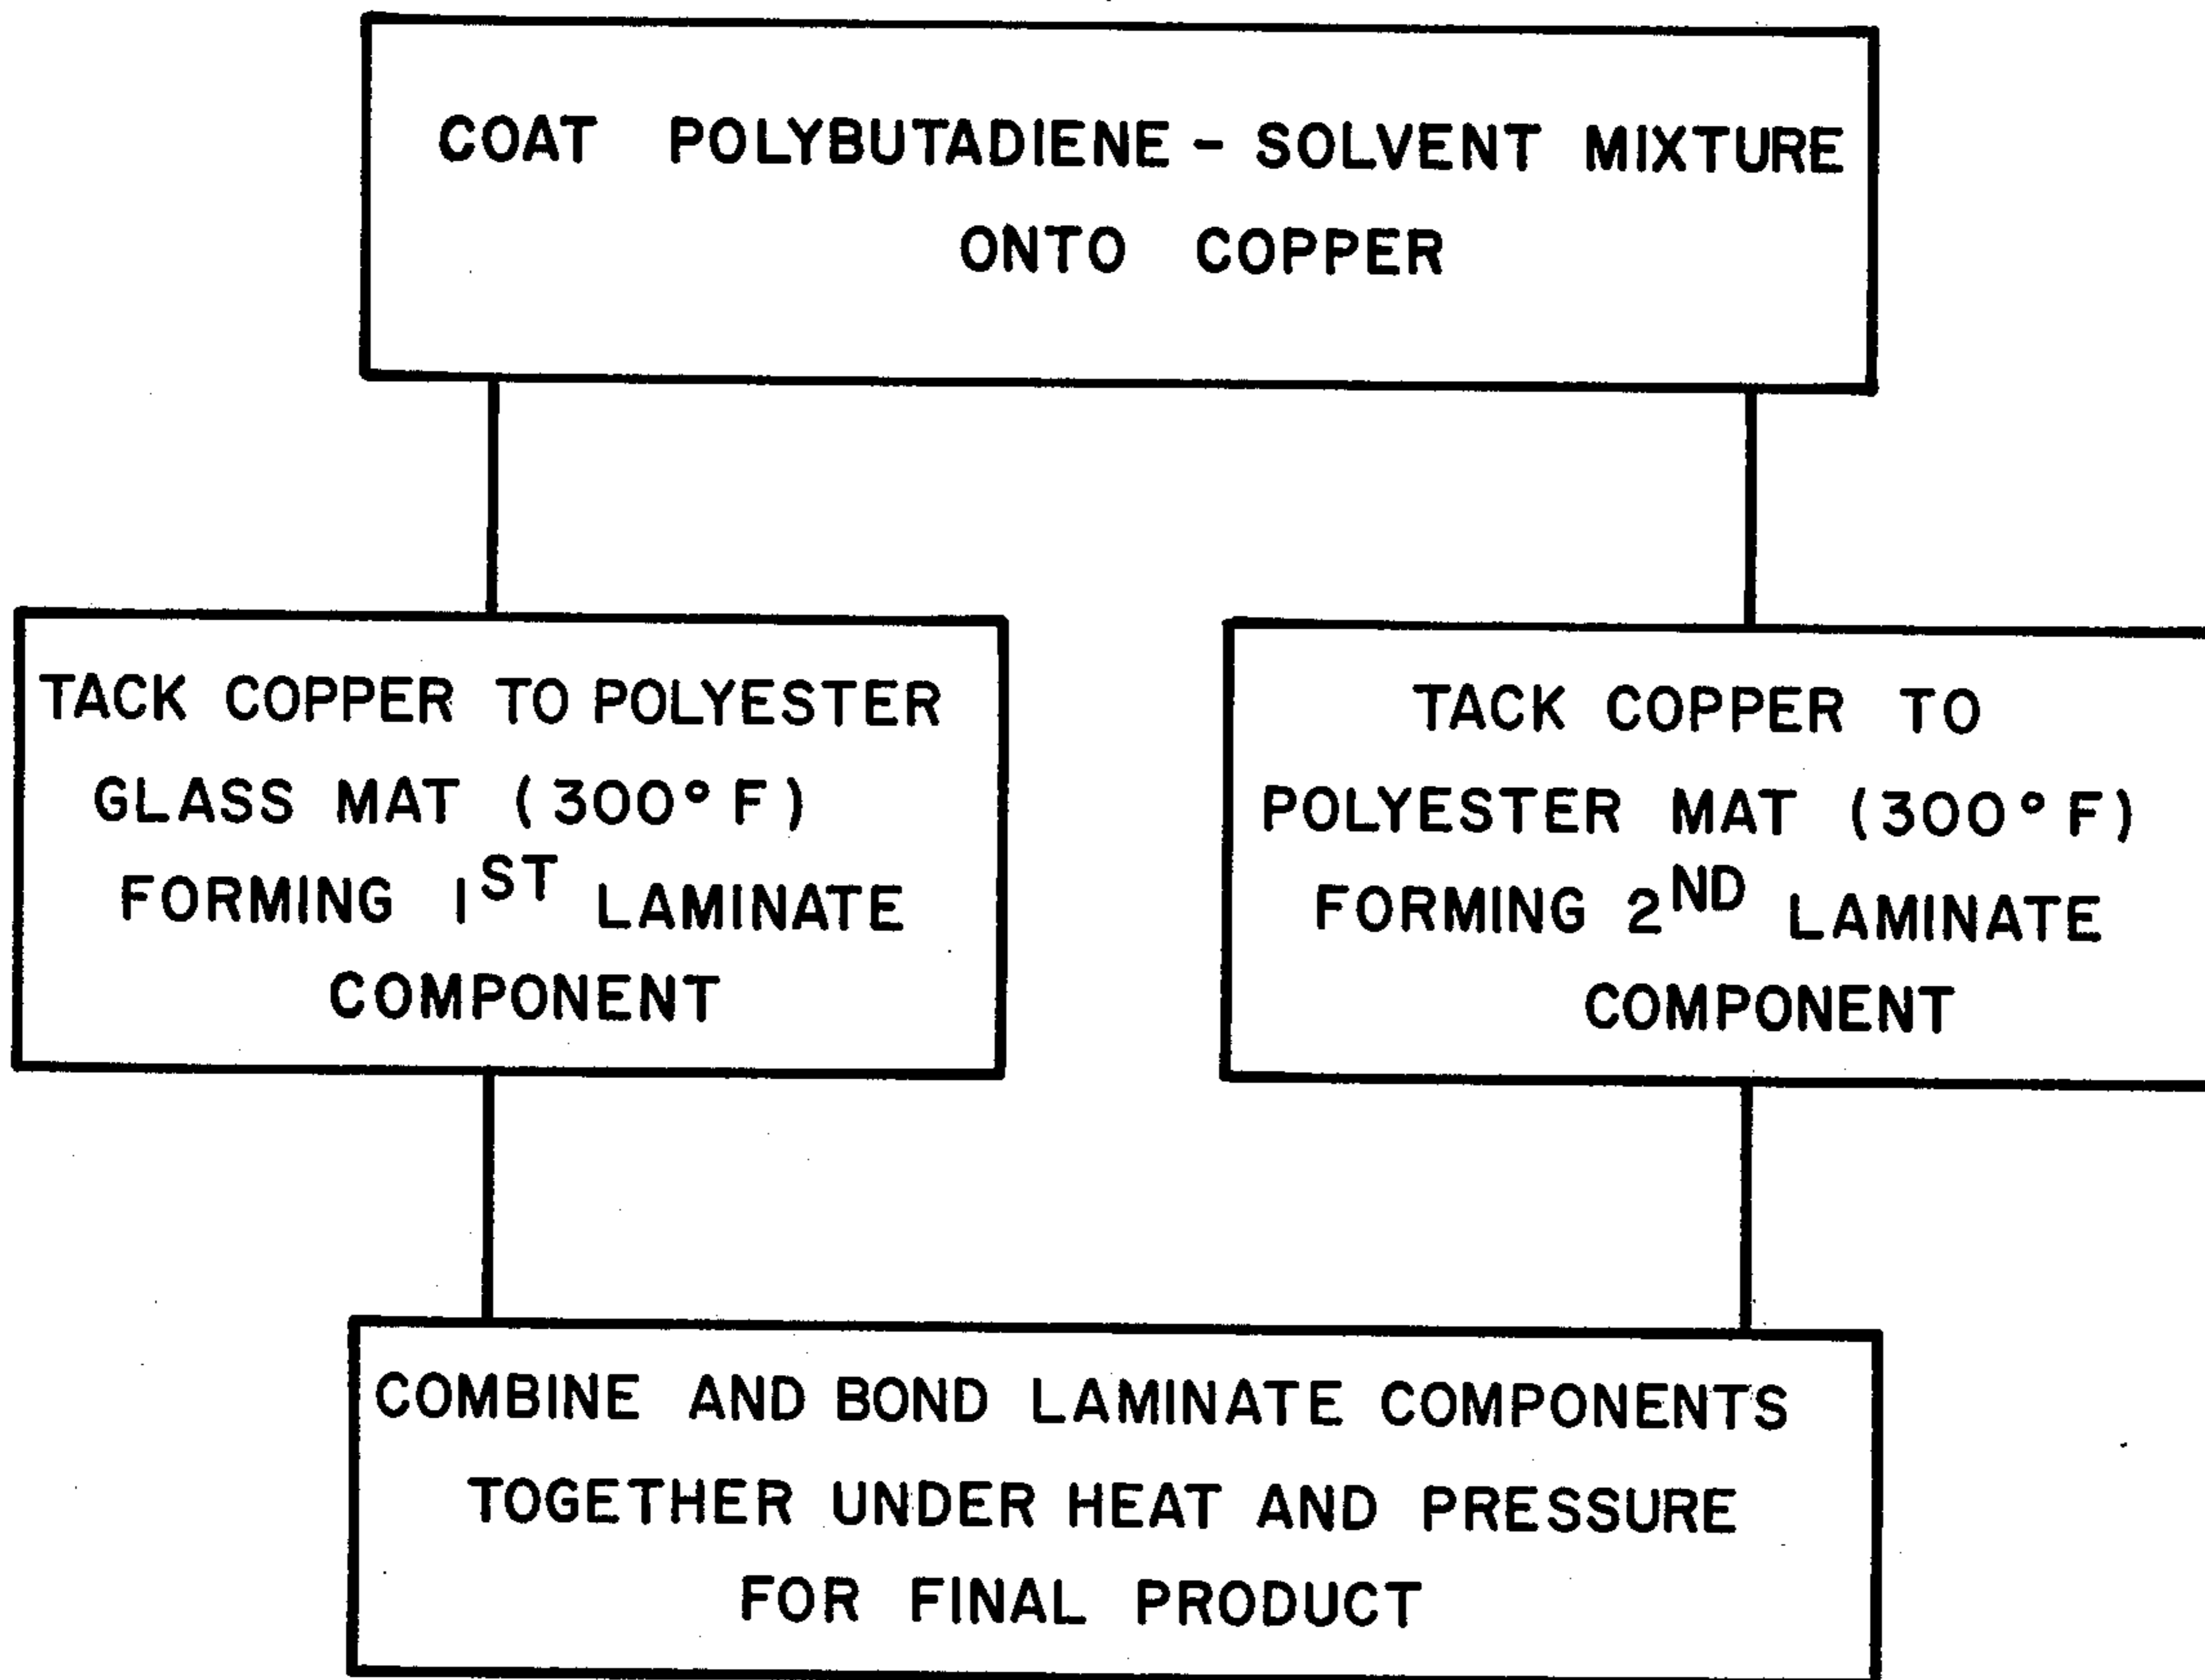 COAT POLYBUTADIENE - SOLVENT MIXTURE
ONTO COPPER
TACK COPPER TO POLYESTER
GLASS MAT (300°F)
FORMING 1ST LAMINATE
COMPONENT
TACK COPPER TO
POLYESTER MAT (300°F)
FORMING 2ND LAMINATE
COMPONENT
COMBINE AND BOND LAMINATE COMPONENTS
TOGETHER UNDER HEAT AND PRESSURE
FOR FINAL PRODUCT